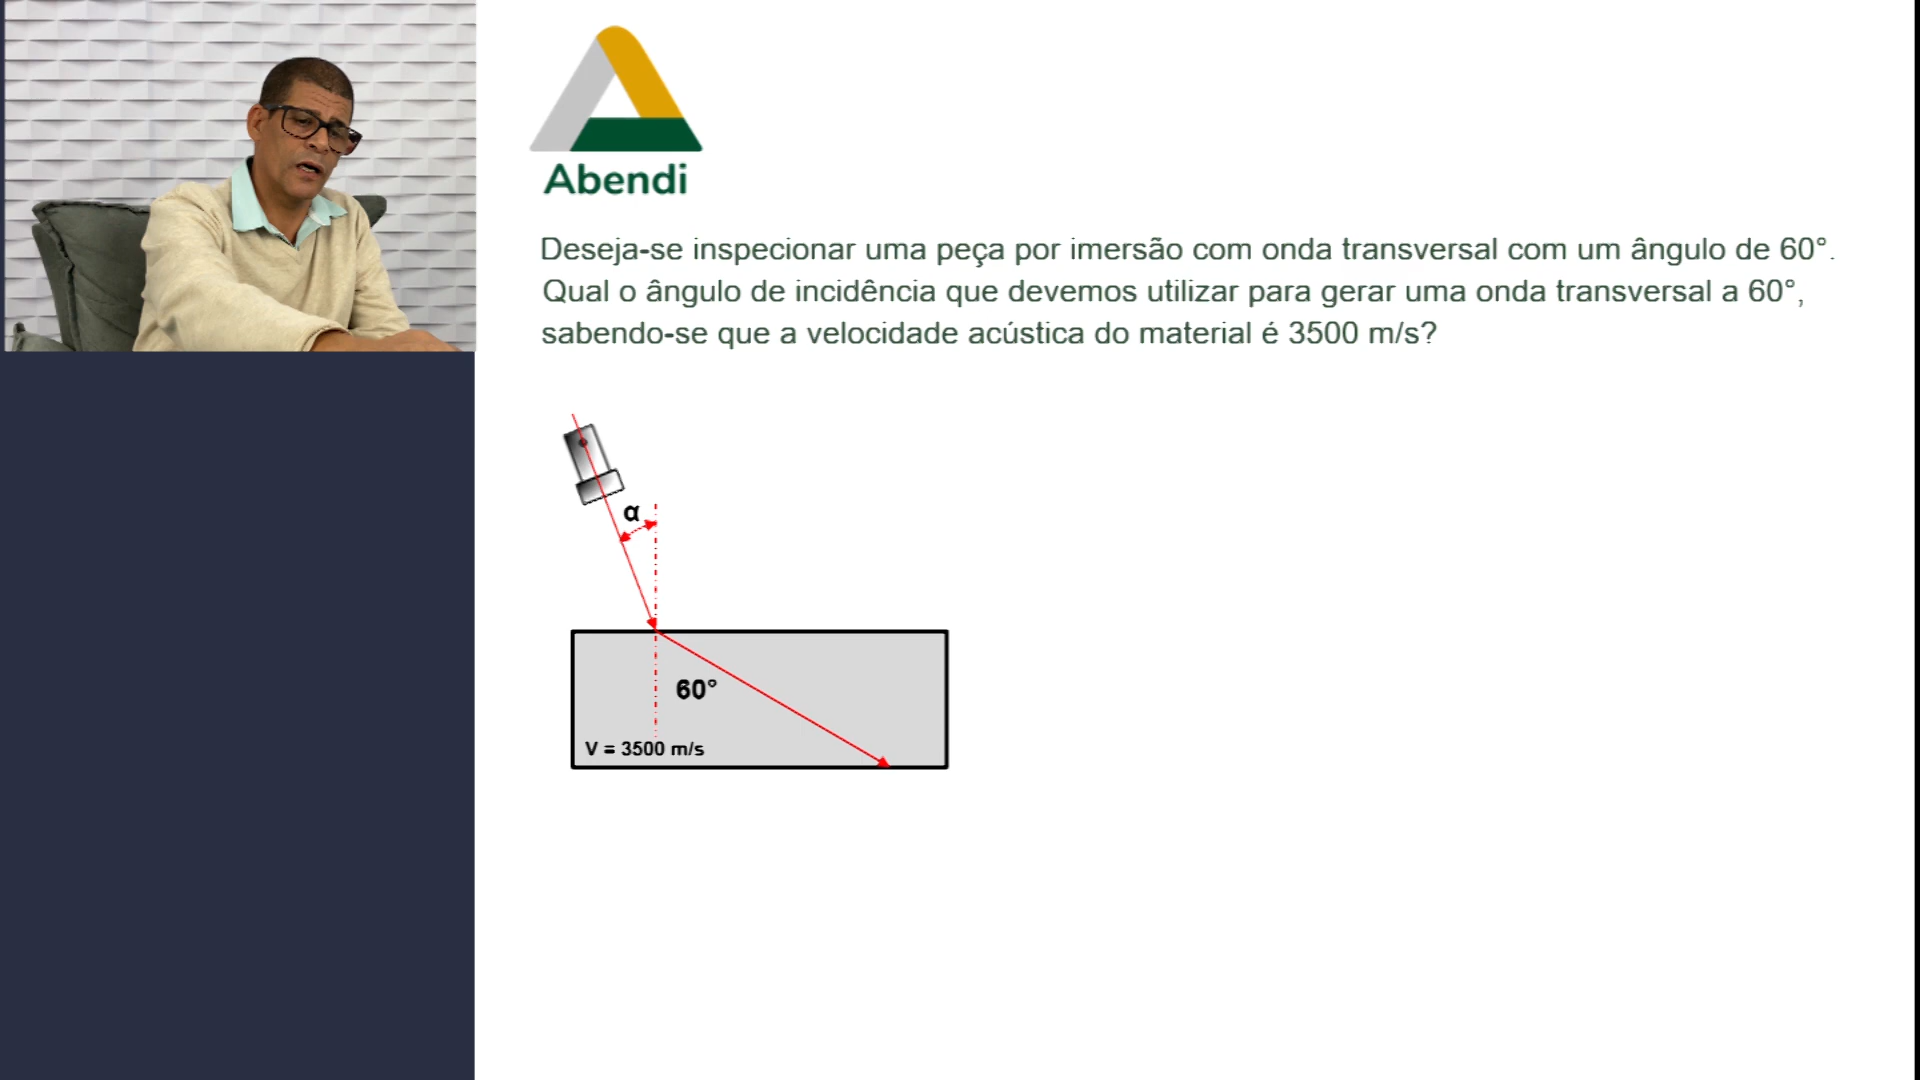 Abendi
Deseja-se inspecionar uma peça por imersão com onda transversal com um ângulo de 60°.
Qual o ângulo de incidência que devemos utilizar para gerar uma onda transversal a 60°,
sabendo-se que a velocidade acústica do material é 3500 m/s?
α
60°
V = 3500 m/s